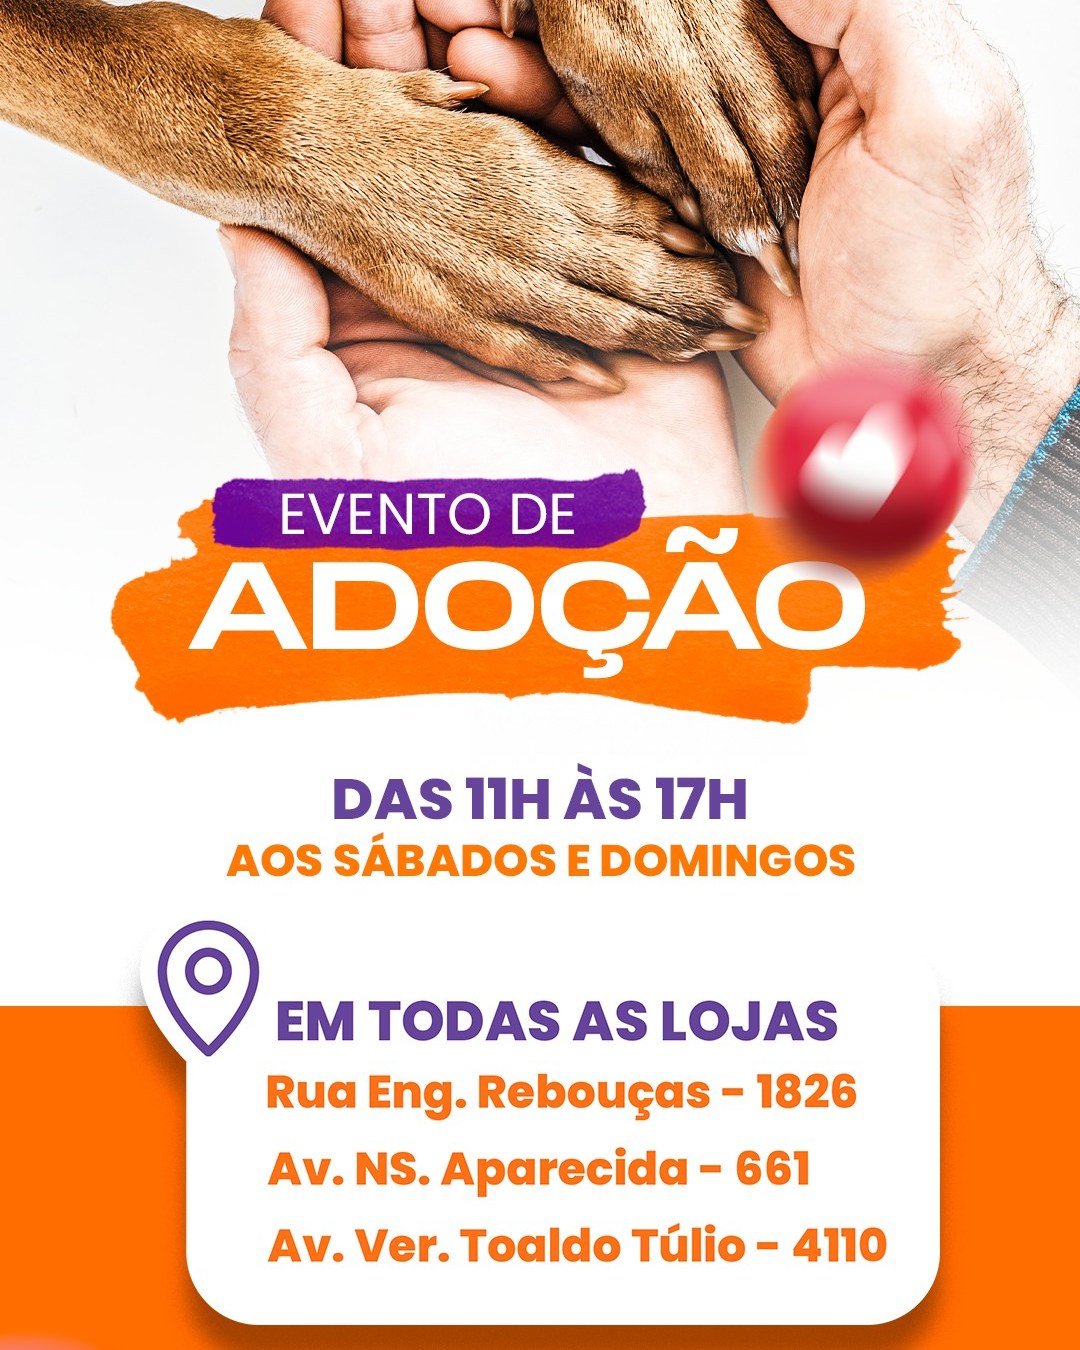 EVENTO DE
ADOÇÃO
DAS 11H ÀS 17H
AOS SÁBADOS E DOMINGOS
EM TODAS AS LOJAS
Rua Eng. Rebouças - 1826
Av. NS. Aparecida - 661
Av. Ver. Toaldo Túlio - 4110